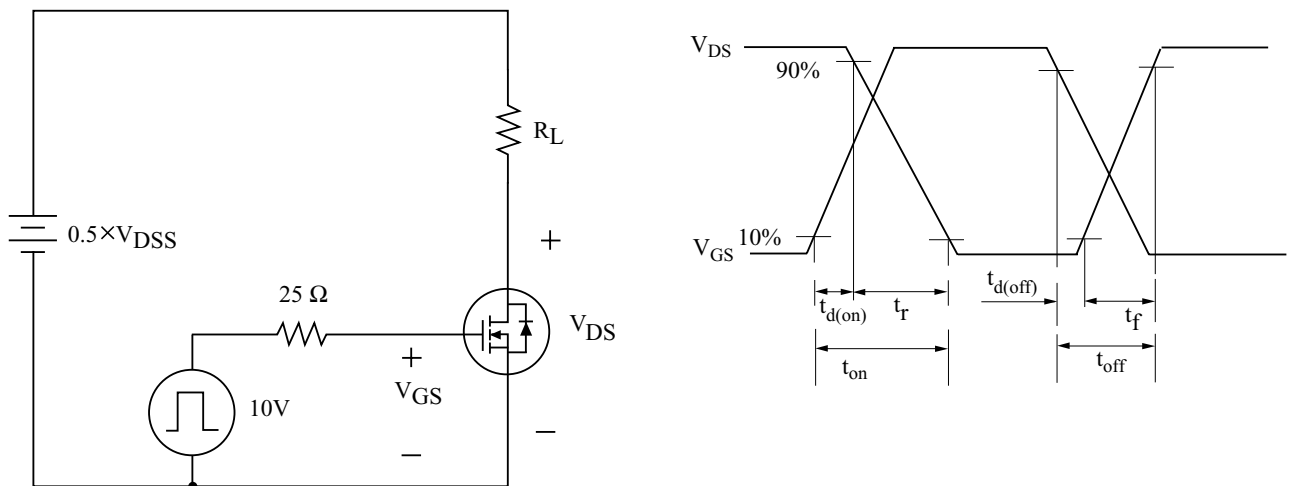 R_L
0.5×V_DSS
+
25 Ω
V_DS
+
V_GS
10V
−
−
V_DS
90%
10%
V_GS
t_d(on)
t_r
t_d(off)
t_f
t_on
t_off